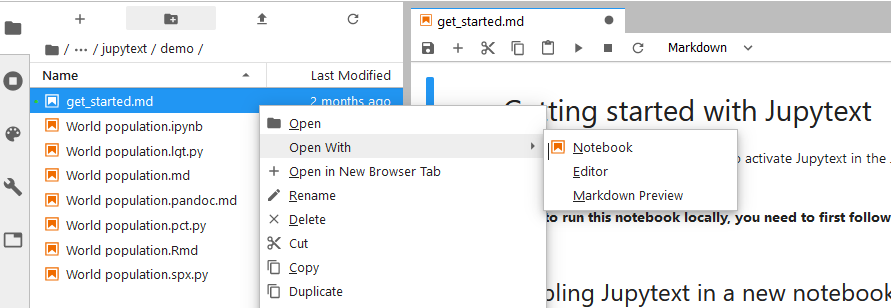 get_started.md
/ ··· / jupytext / demo /
Markdown
Name
Last Modified
get_started.md
2 months ago
World population.ipynb
World population.lgt.py
World population.md
World population.pandoc.md
World population.pct.py
World population.Rmd
World population.spx.py
Open
Open With
Open in New Browser Tab
Rename
Delete
Cut
Copy
Duplicate
Notebook
Editor
Markdown Preview
Getting started with Jupytext
to activate Jupytext in the
to run this notebook locally, you need to first follow
bling Jupytext in a new notebook